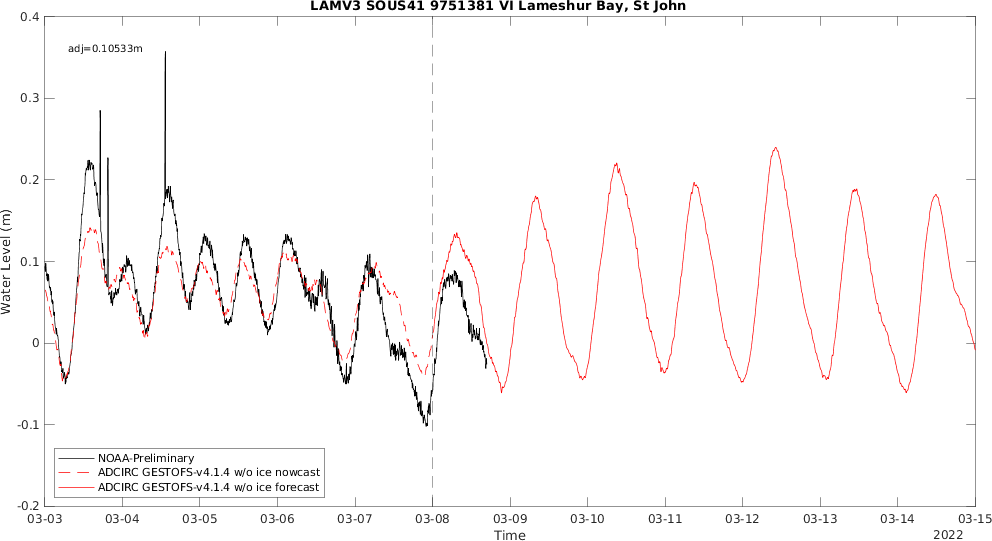 LAMV3 SOUS41 9751381 VI Lameshur Bay, St John
adj=0.10533m
0.4
0.3
0.2
0.1
0
-0.1
-0.2
Water Level (m)
NOAA-Preliminary
ADCIRC GESTOFS-v4.1.4 w/o ice nowcast
ADCIRC GESTOFS-v4.1.4 w/o ice forecast
03-03 03-04 03-05 03-06 03-07 03-08 03-09 03-10 03-11 03-12 03-13 03-14 03-15
Time
2022